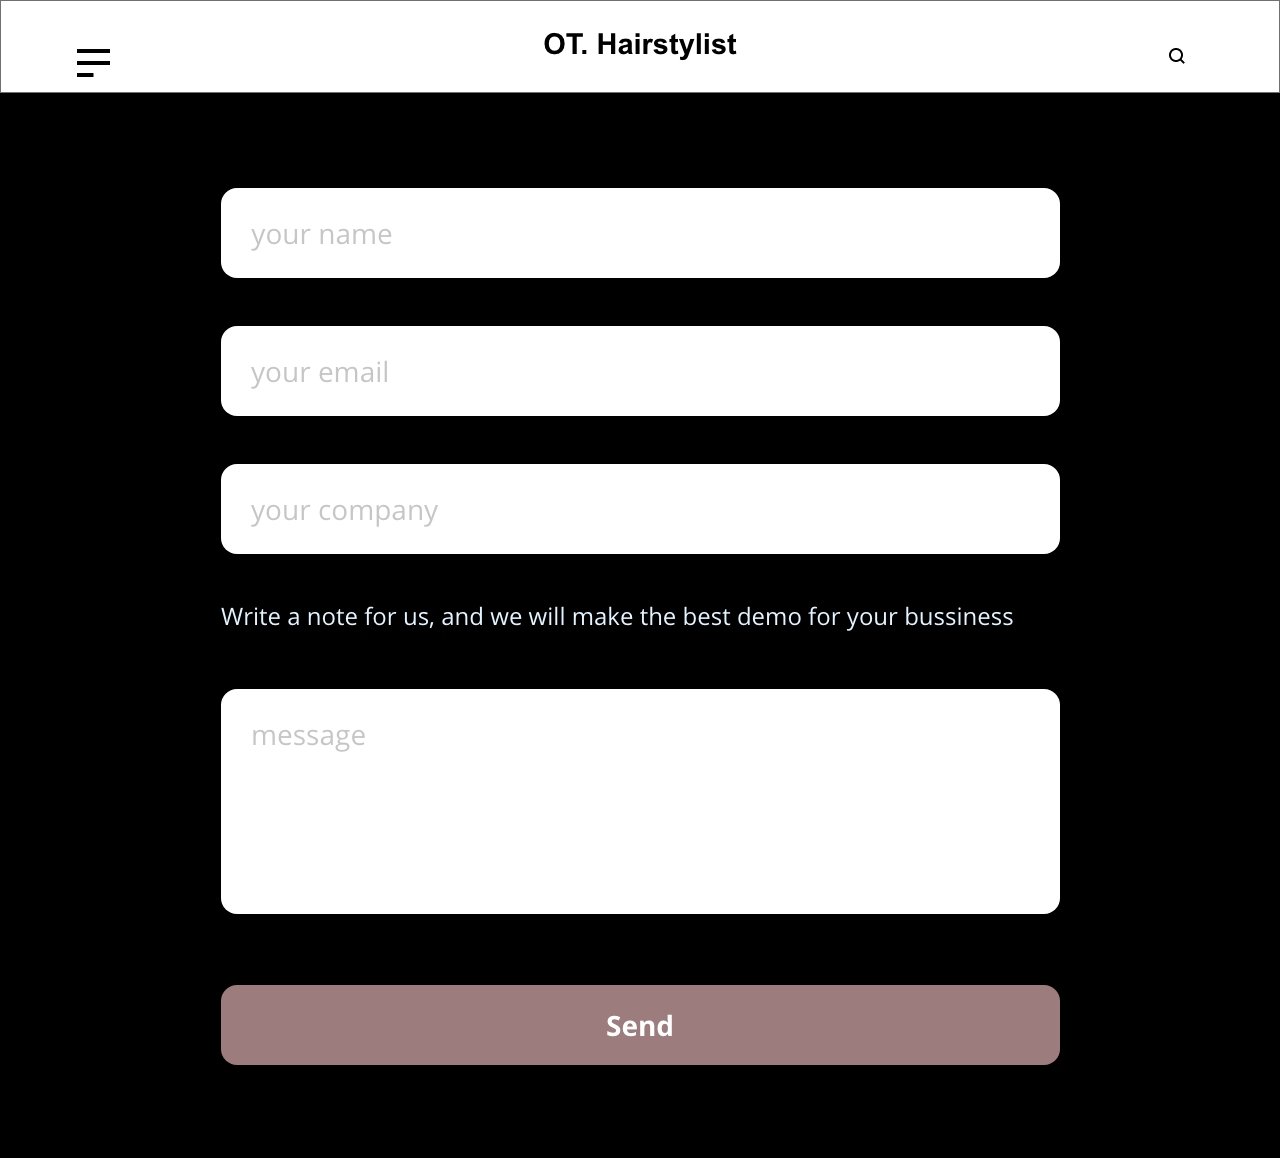 OT. Hairstylist
your name
your email
your company
Write a note for us, and we will make the best demo for your bussiness
message
Send